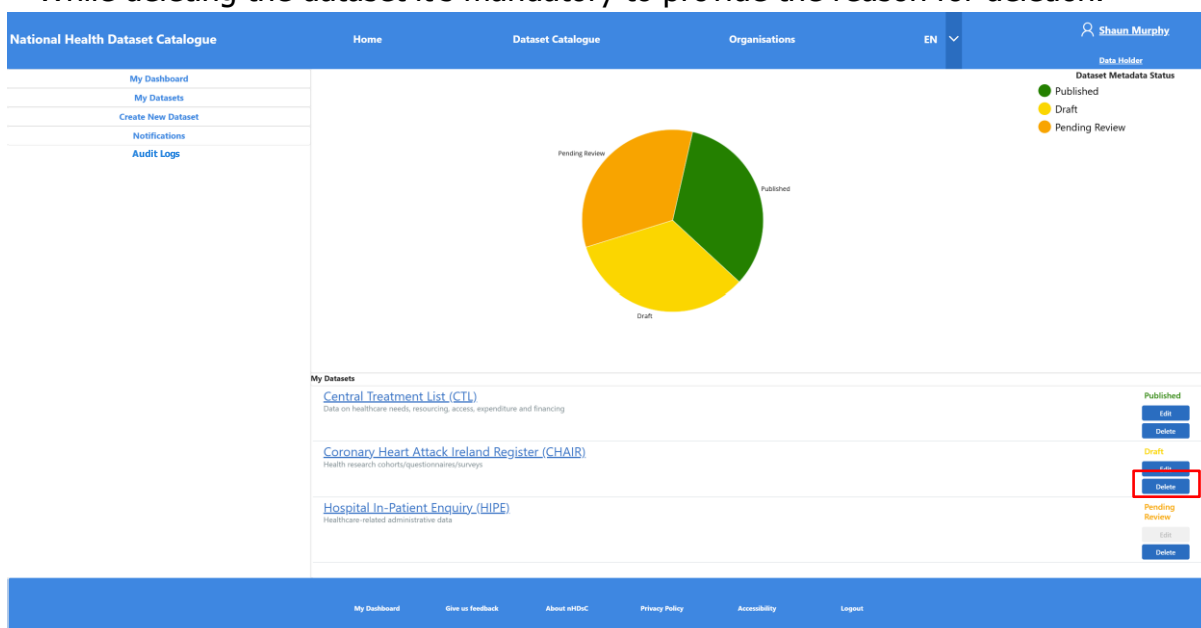 While deleting the dataset it's mandatory to provide the reason for deletion.
National Health Dataset Catalogue Home Dataset Catalogue Organisations EN Shaun Murphy
Data Holder
My Dashboard
My Datasets
Create New Dataset
Notifications
Audit Logs
Dataset Metadata Status
Published
Draft
Pending Review
Pending Review
Published
Draft
My Datasets
Central Treatment List (CTL)
Data on healthcare needs, resourcing, access, expenditure and financing
Published
Edit
Delete
Coronary Heart Attack Ireland Register (CHAIR)
Health research cohorts/questionnaires/surveys
Draft
Edit
Delete
Hospital In-Patient Enquiry (HIPE)
Healthcare-related administrative data
Pending
Review
Edit
Delete
My Dashboard Give us feedback About nHDsC Privacy Policy Accessibility Logout